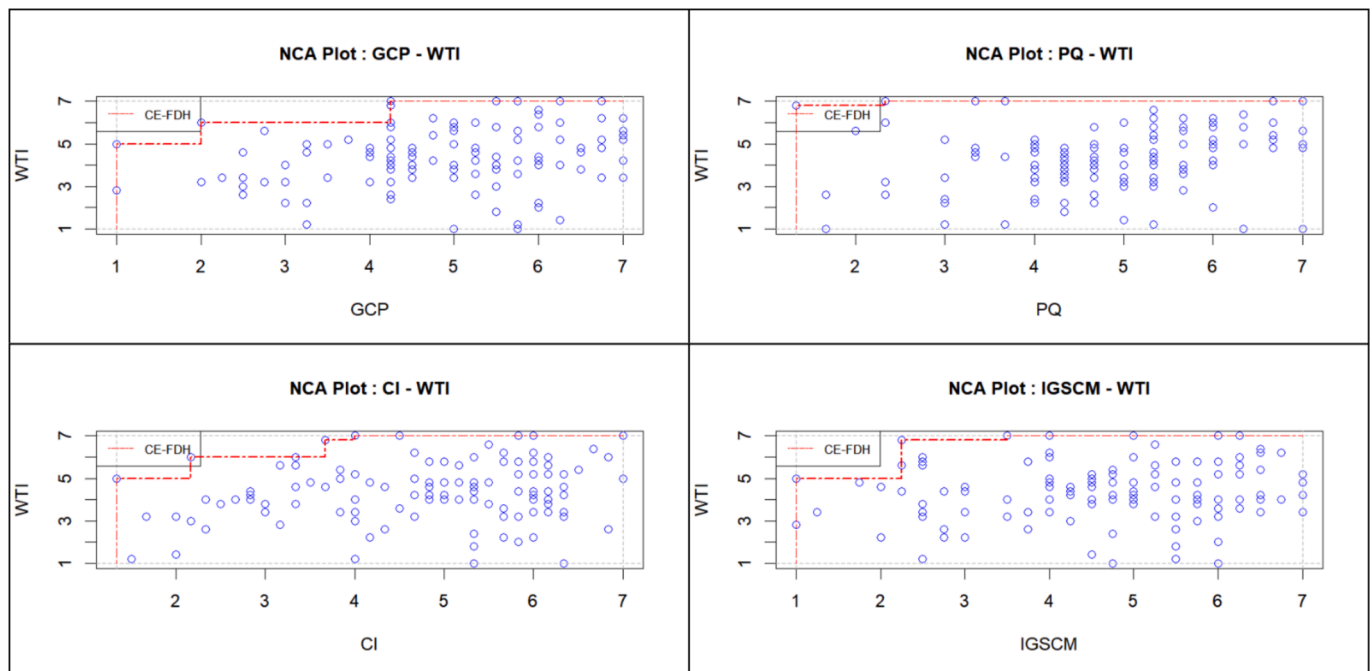 NCA Plot : GCP - WTI
CE-FDH
WTI
7
5
3
1
1 2 3 4 5 6 7
GCP
NCA Plot : PQ - WTI
CE-FDH
WTI
7
5
3
1
2 3 4 5 6 7
PQ
NCA Plot : CI - WTI
CE-FDH
WTI
7
5
3
1
2 3 4 5 6 7
CI
NCA Plot : IGSCM - WTI
CE-FDH
WTI
7
5
3
1
1 2 3 4 5 6 7
IGSCM